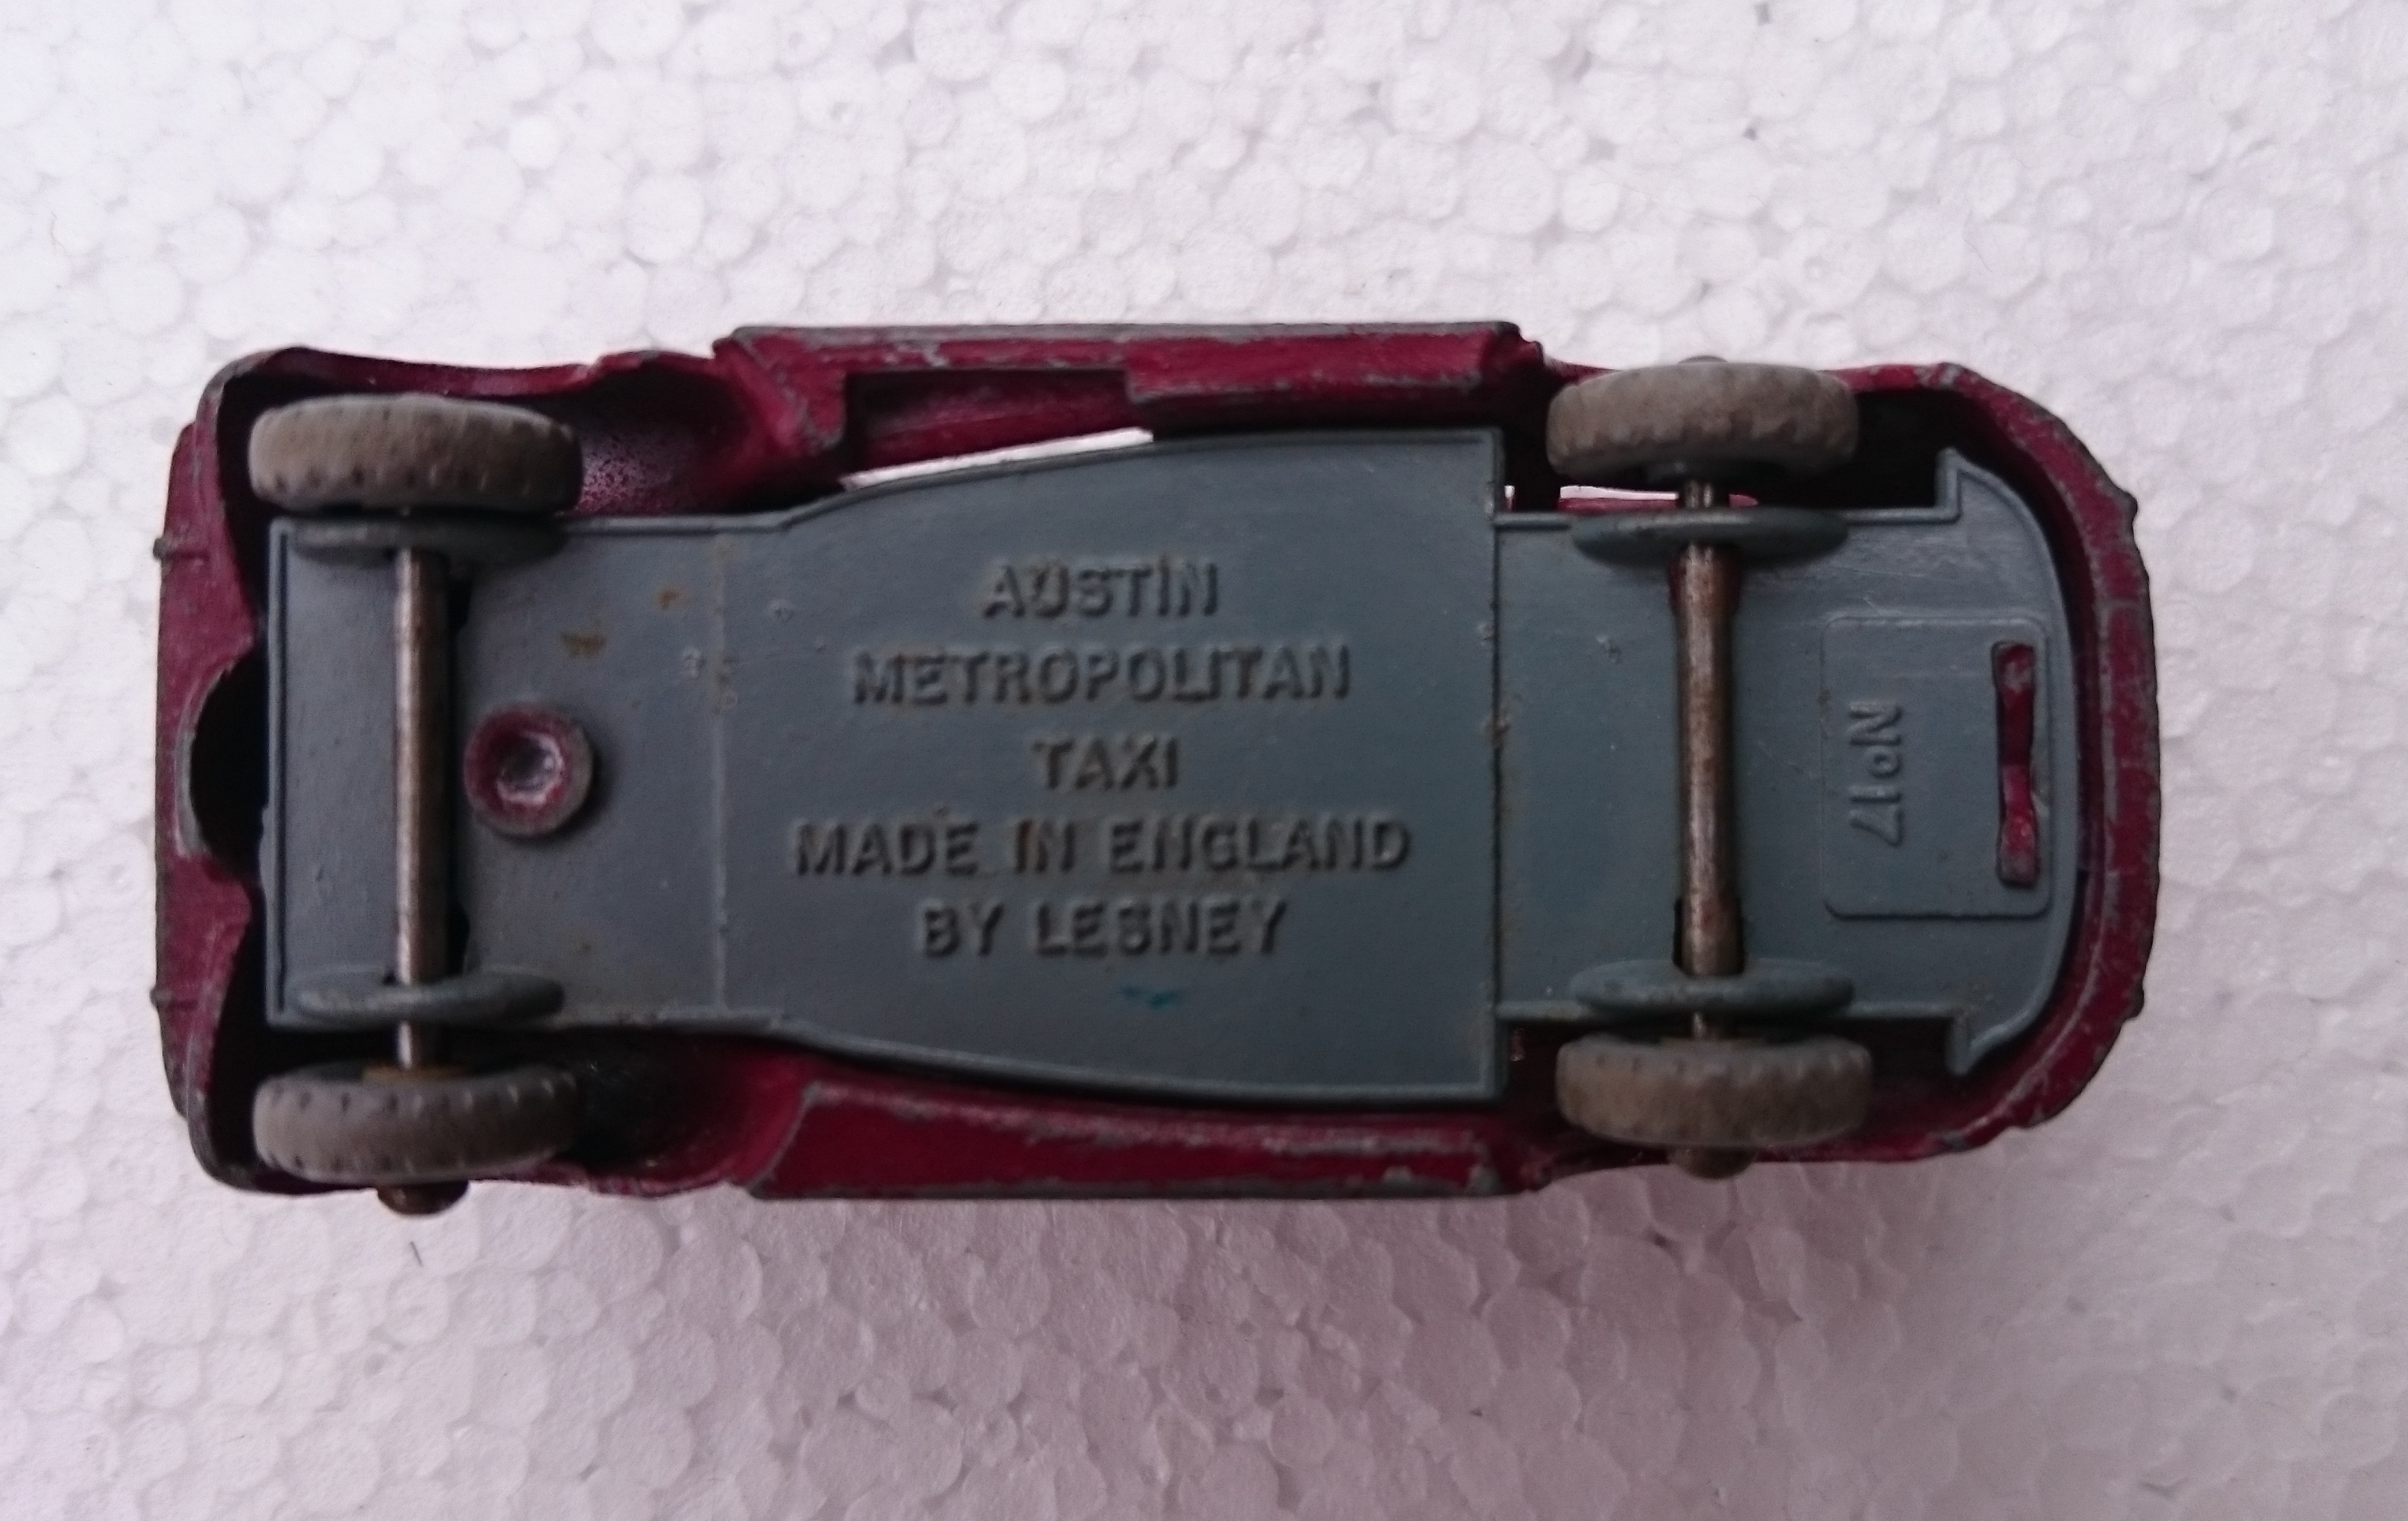 AUSTIN
METROPOLITAN
TAXI
MADE IN ENGLAND
BY LESNEY
Nº17